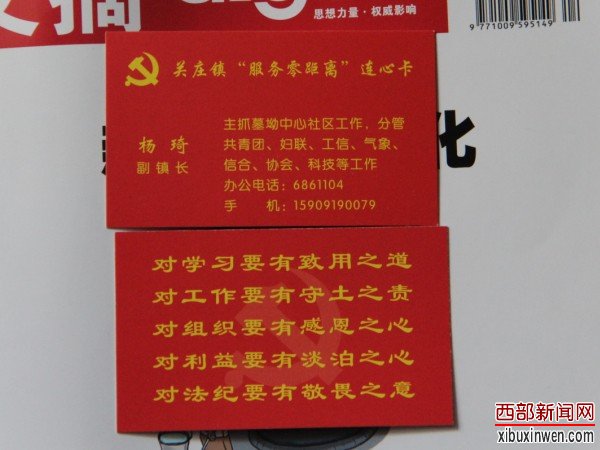 文摘
思想力量·权威影响
9 771009 595149
关庄镇“服务零距离”连心卡
杨 琦
副镇长
主抓墓坳中心社区工作，分管
共青团、妇联、工信、气象、
信合、协会、科技等工作
办公电话：6861104
手 机：15909190079
化
对学习要有致用之道
对工作要有守土之责
对组织要有感恩之心
对利益要有淡泊之心
对法纪要有敬畏之意
西部新闻网
xibuxinwen.com